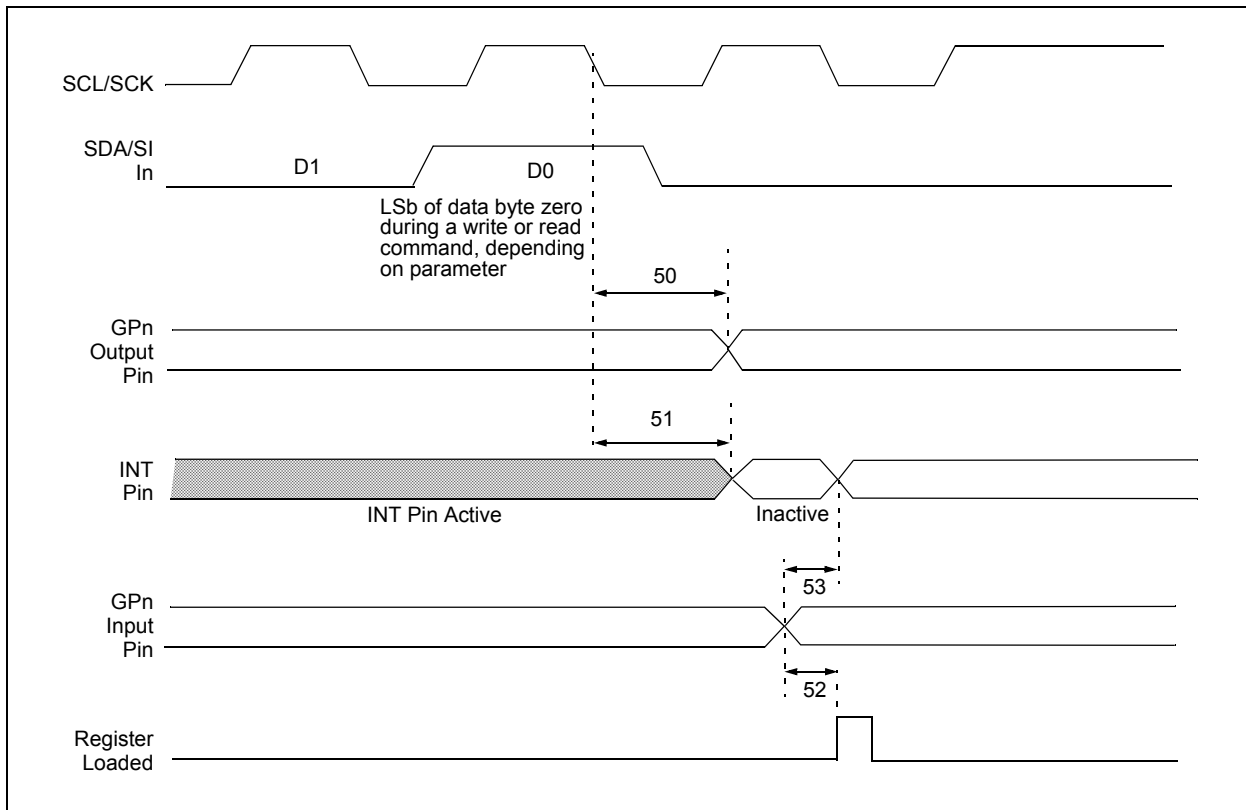 SCL/SCK
SDA/SI
In
D1
D0
LSb of data byte zero
during a write or read
command, depending
on parameter
50
GPn
Output
Pin
51
INT
Pin
INT Pin Active
Inactive
53
GPn
Input
Pin
52
Register
Loaded